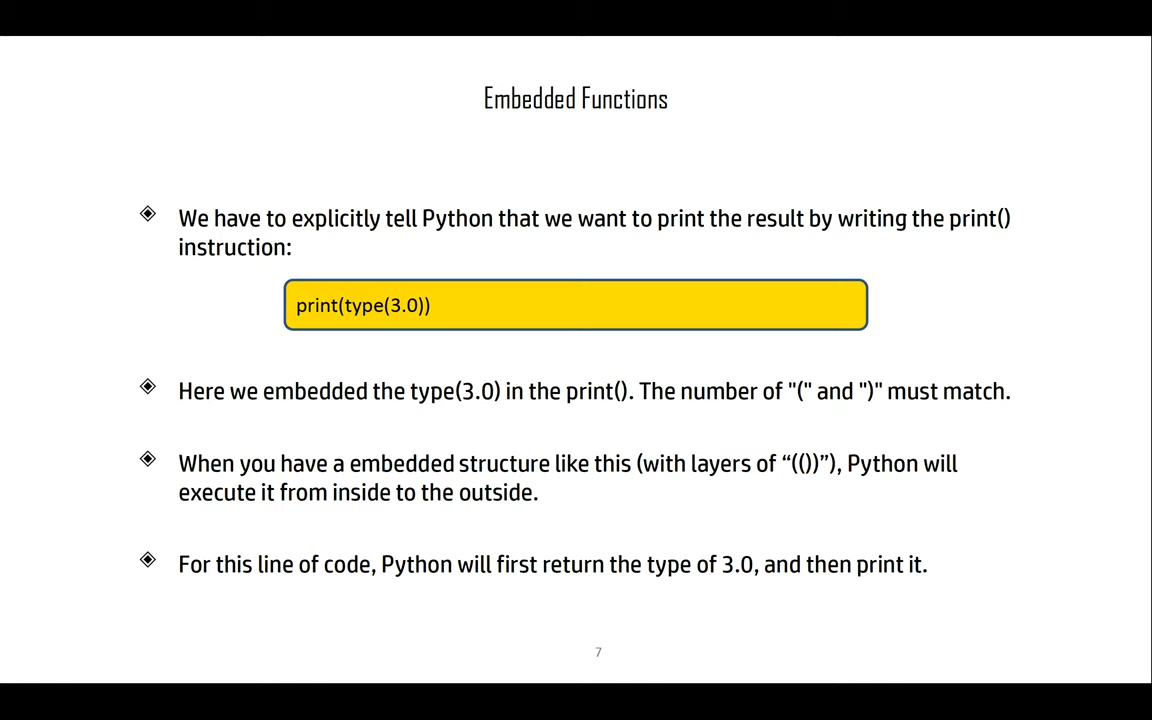 Embedded Functions
We have to explicitly tell Python that we want to print the result by writing the print()
instruction:
print(type(3.0))
Here we embedded the type(3.0) in the print(). The number of "(" and ")" must match.
When you have a embedded structure like this (with layers of “(())”), Python will
execute it from inside to the outside.
For this line of code, Python will first return the type of 3.0, and then print it.
7